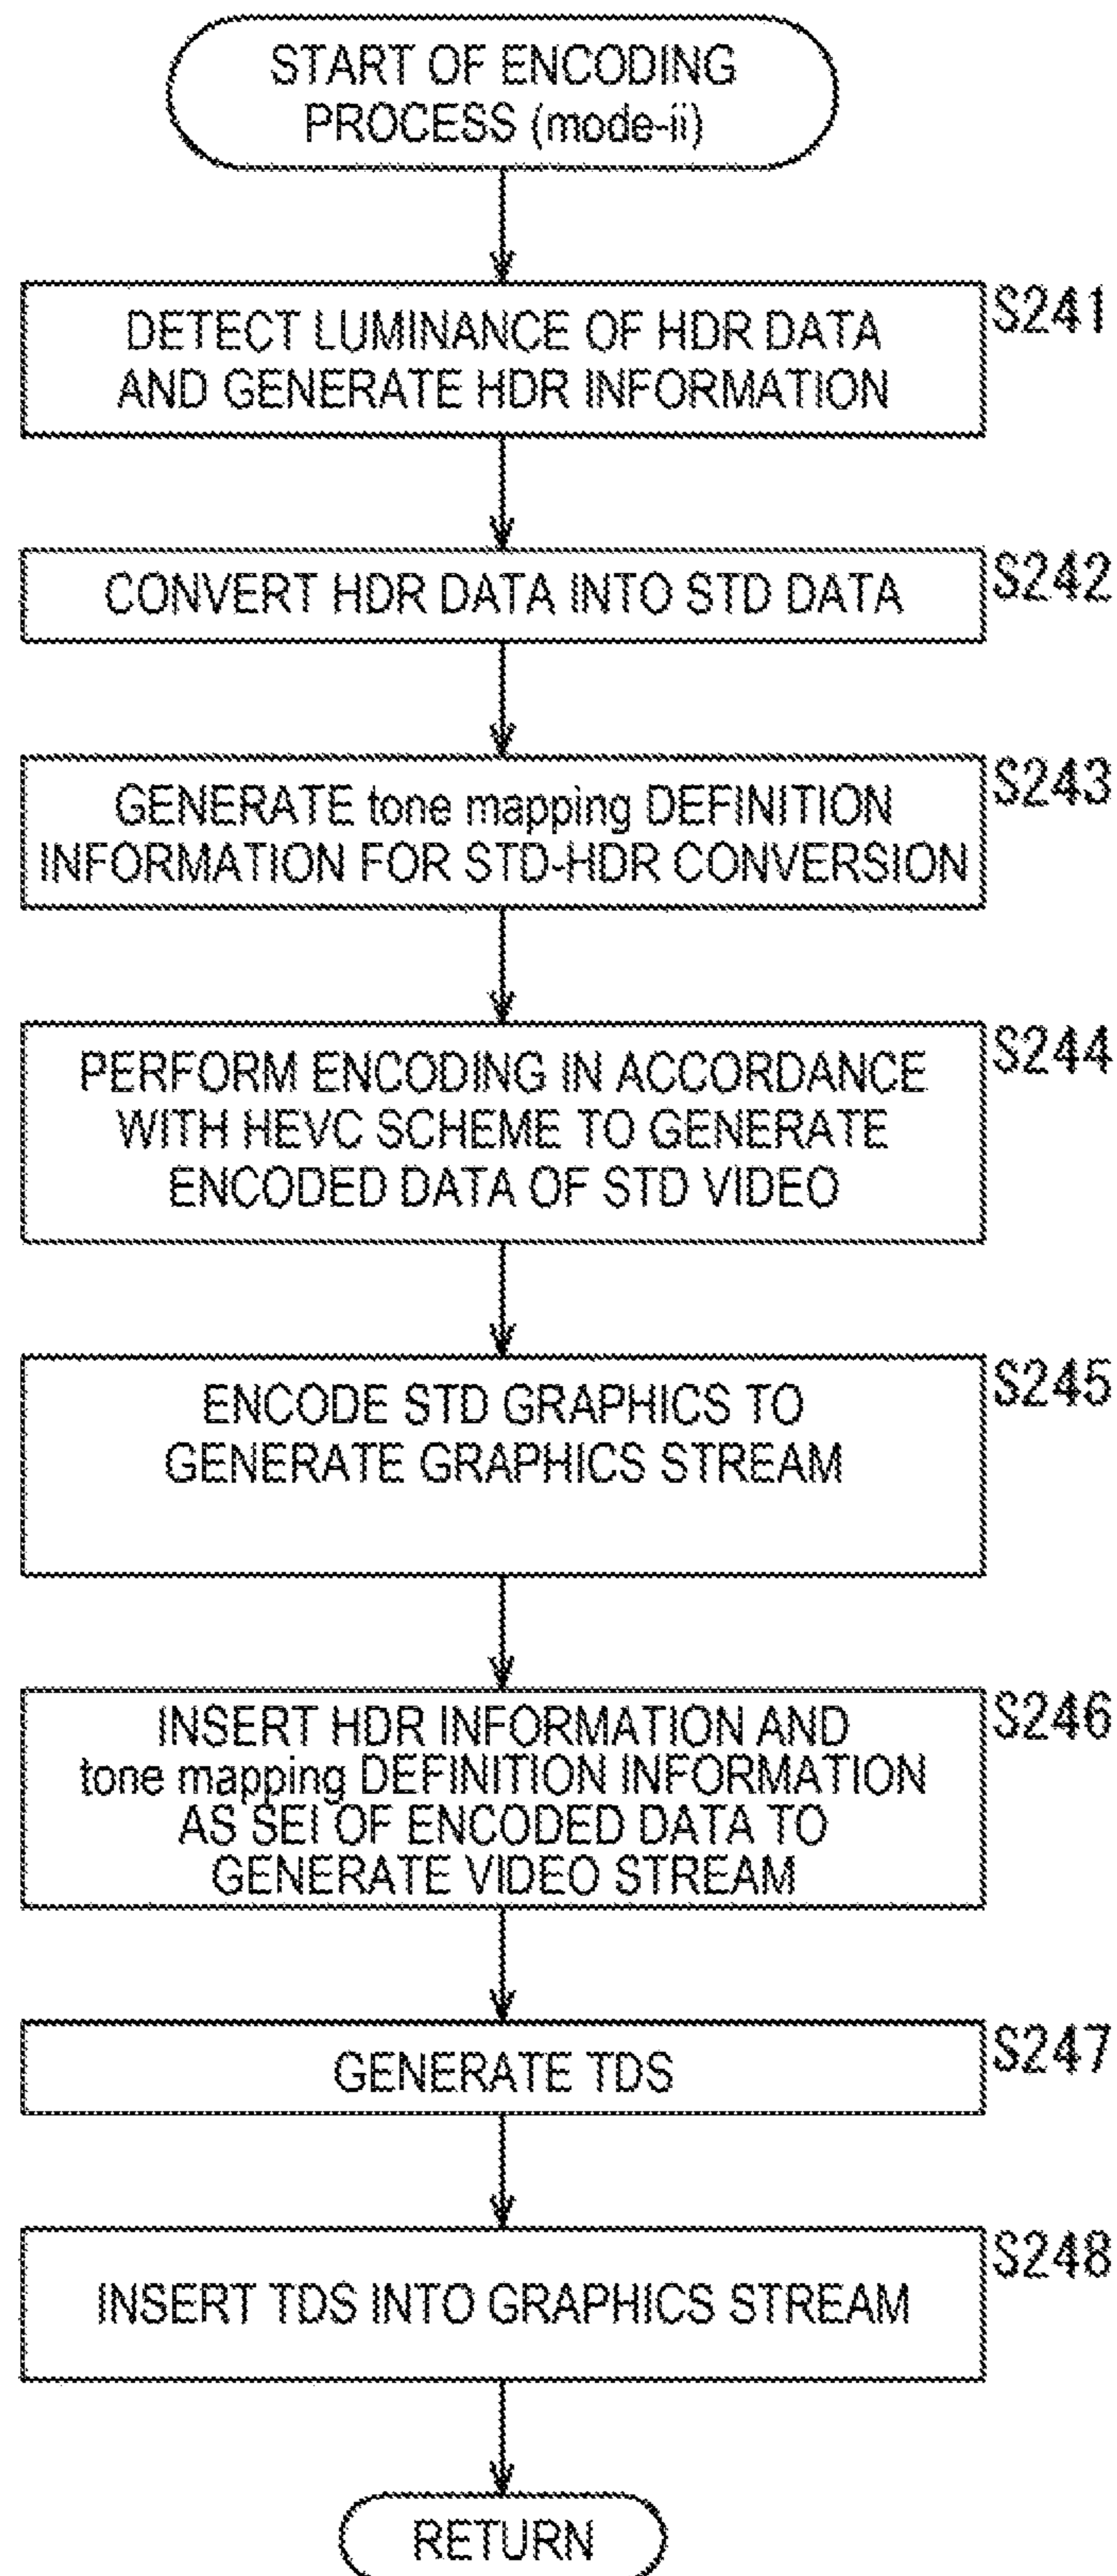 START OF ENCODING
PROCESS (mode-ii)
S241
DETECT LUMINANCE OF HDR DATA
AND GENERATE HDR INFORMATION
S242
CONVERT HDR DATA INTO STD DATA
S243
GENERATE tone mapping DEFINITION
INFORMATION FOR STD-HDR CONVERSION
S244
PERFORM ENCODING IN ACCORDANCE
WITH HEVC SCHEME TO GENERATE
ENCODED DATA OF STD VIDEO
S245
ENCODE STD GRAPHICS TO
GENERATE GRAPHICS STREAM
S246
INSERT HDR INFORMATION AND
tone mapping DEFINITION INFORMATION
AS SEI OF ENCODED DATA TO
GENERATE VIDEO STREAM
S247
GENERATE TDS
S248
INSERT TDS INTO GRAPHICS STREAM
RETURN